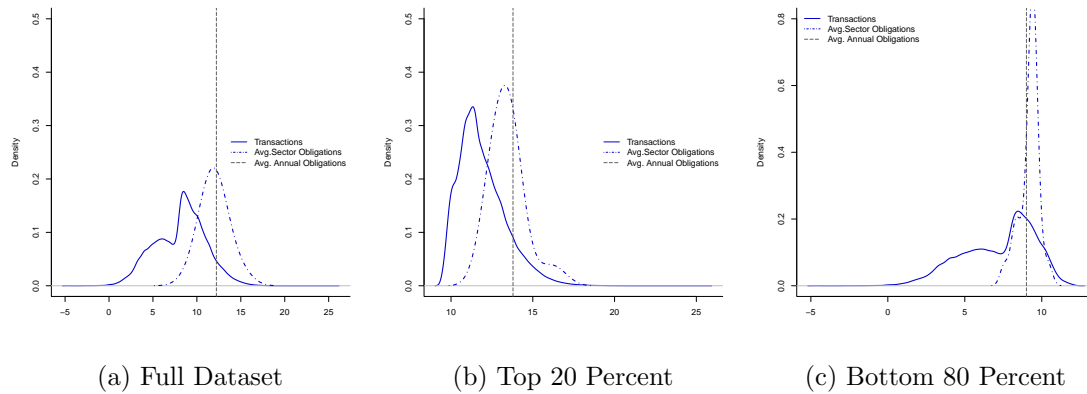 0.5
0.4
0.3
0.2
0.1
0.0
Density
Transactions
Avg.Sector Obligations
Avg. Annual Obligations
−5 0 5 10 15 20 25
(a) Full Dataset
0.5
0.4
0.3
0.2
0.1
0.0
Density
Transactions
Avg.Sector Obligations
Avg. Annual Obligations
10 15 20 25
(b) Top 20 Percent
0.8
0.6
0.4
0.2
0.0
Density
Transactions
Avg.Sector Obligations
Avg. Annual Obligations
−5 0 5 10
(c) Bottom 80 Percent